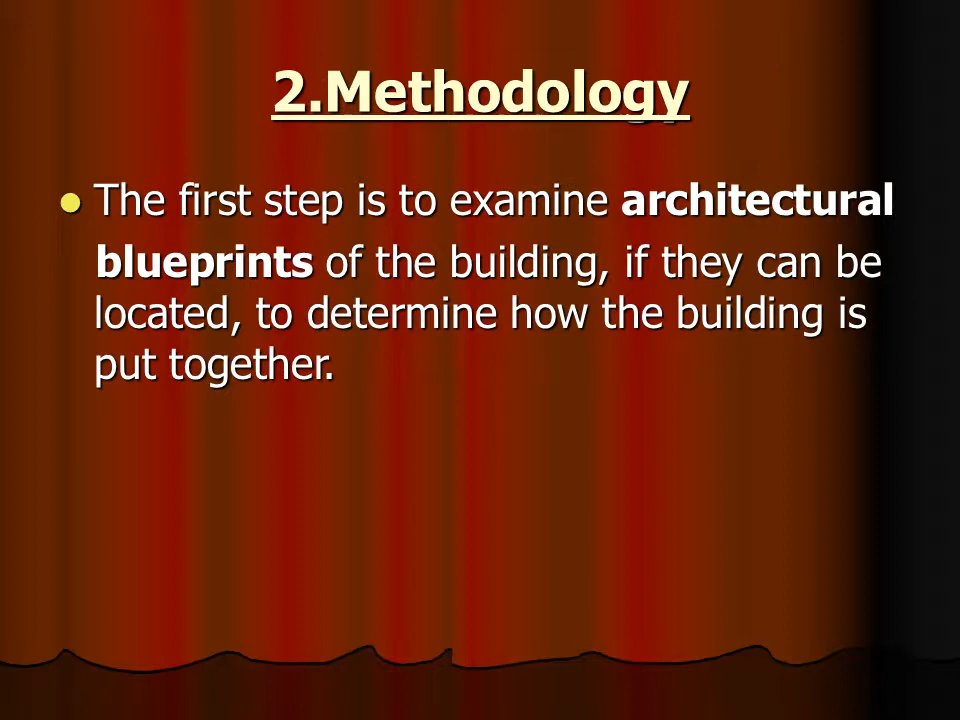 2.Methodology
The first step is to examine architectural
blueprints of the building, if they can be
located, to determine how the building is
put together.